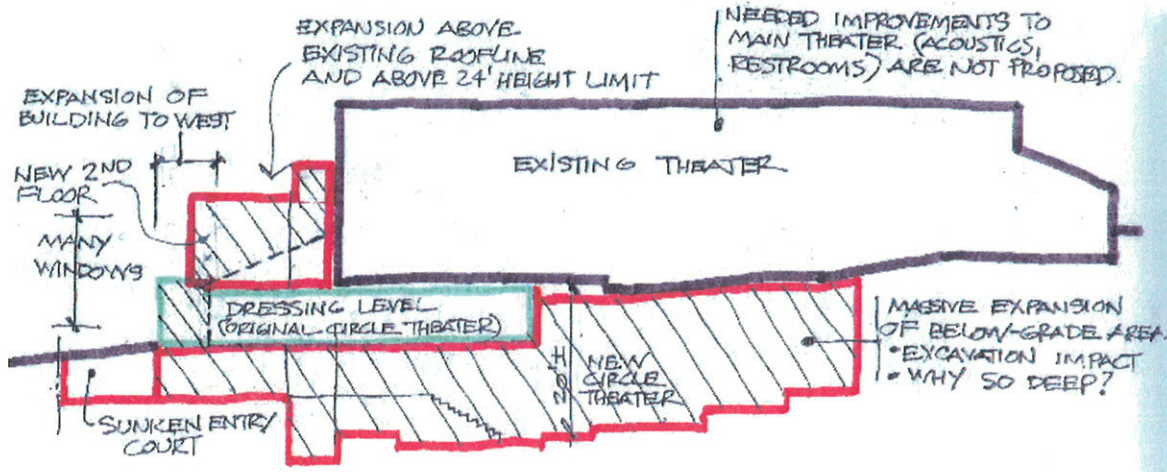 EXPANSION ABOVE
EXISTING ROOFLINE
AND ABOVE 24' HEIGHT LIMIT
NEEDED IMPROVEMENTS TO
MAIN THEATER (ACOUSTICS,
RESTROOMS) ARE NOT PROPOSED.
EXPANSION OF
BUILDING TO WEST
NEW 2ND
FLOOR
MANY
WINDOWS
EXISTING THEATER
DRESSING LEVEL
(ORIGINAL CIRCLE THEATER)
NEW
CIRCLE
THEATER
MASSIVE EXPANSION
OF BELOW-GRADE AREA
• EXCAVATION IMPACT
• WHY SO DEEP?
SUNKEN ENTRY
COURT